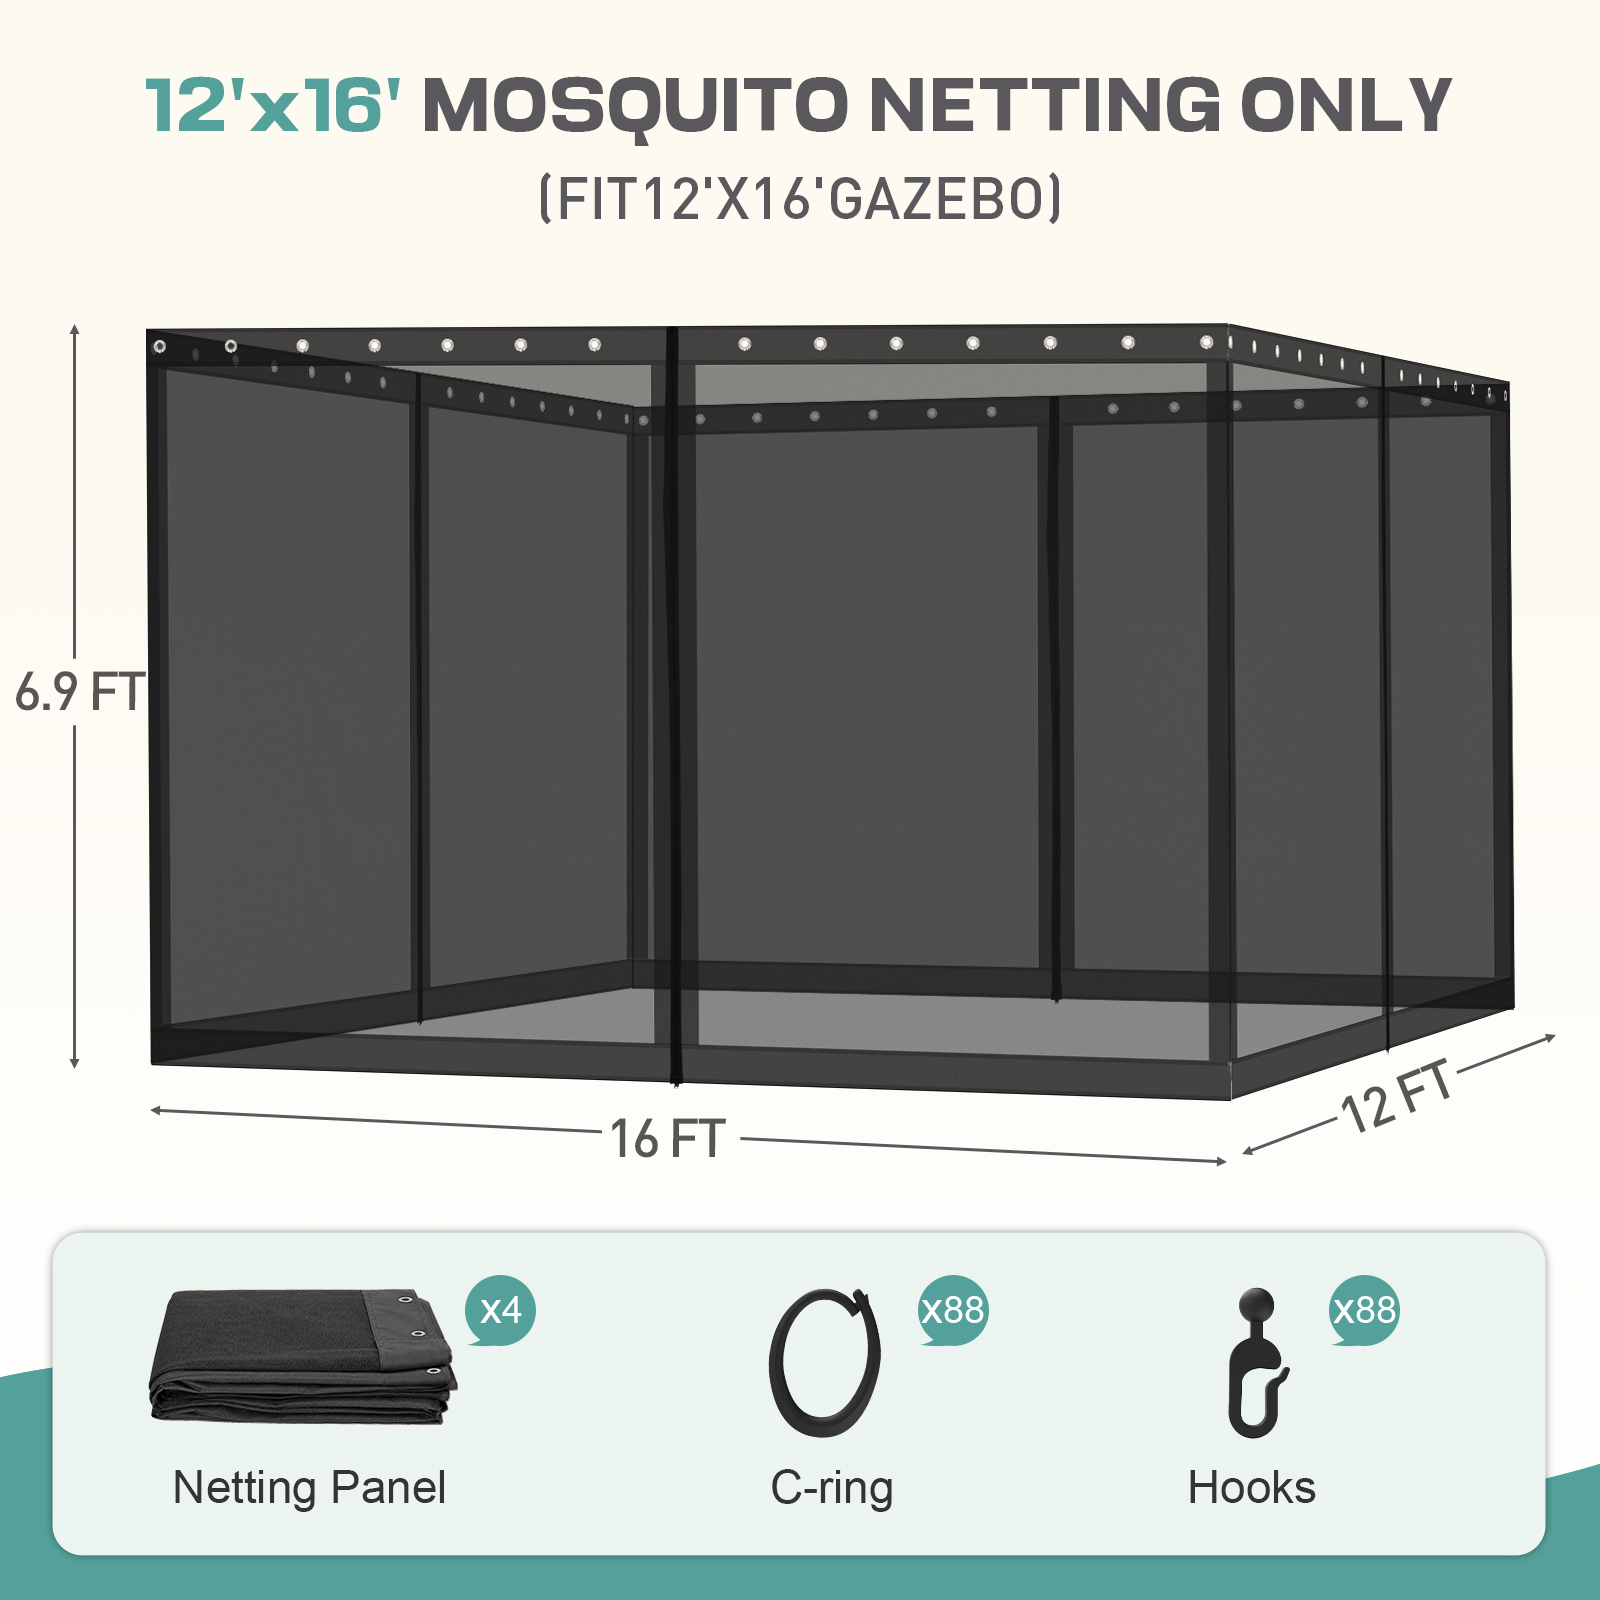 12'x16' MOSQUITO NETTING ONLY
(FIT12'X16'GAZEBO)
6.9 FT
16 FT
12 FT
x4
x88
x88
Netting Panel
C-ring
Hooks